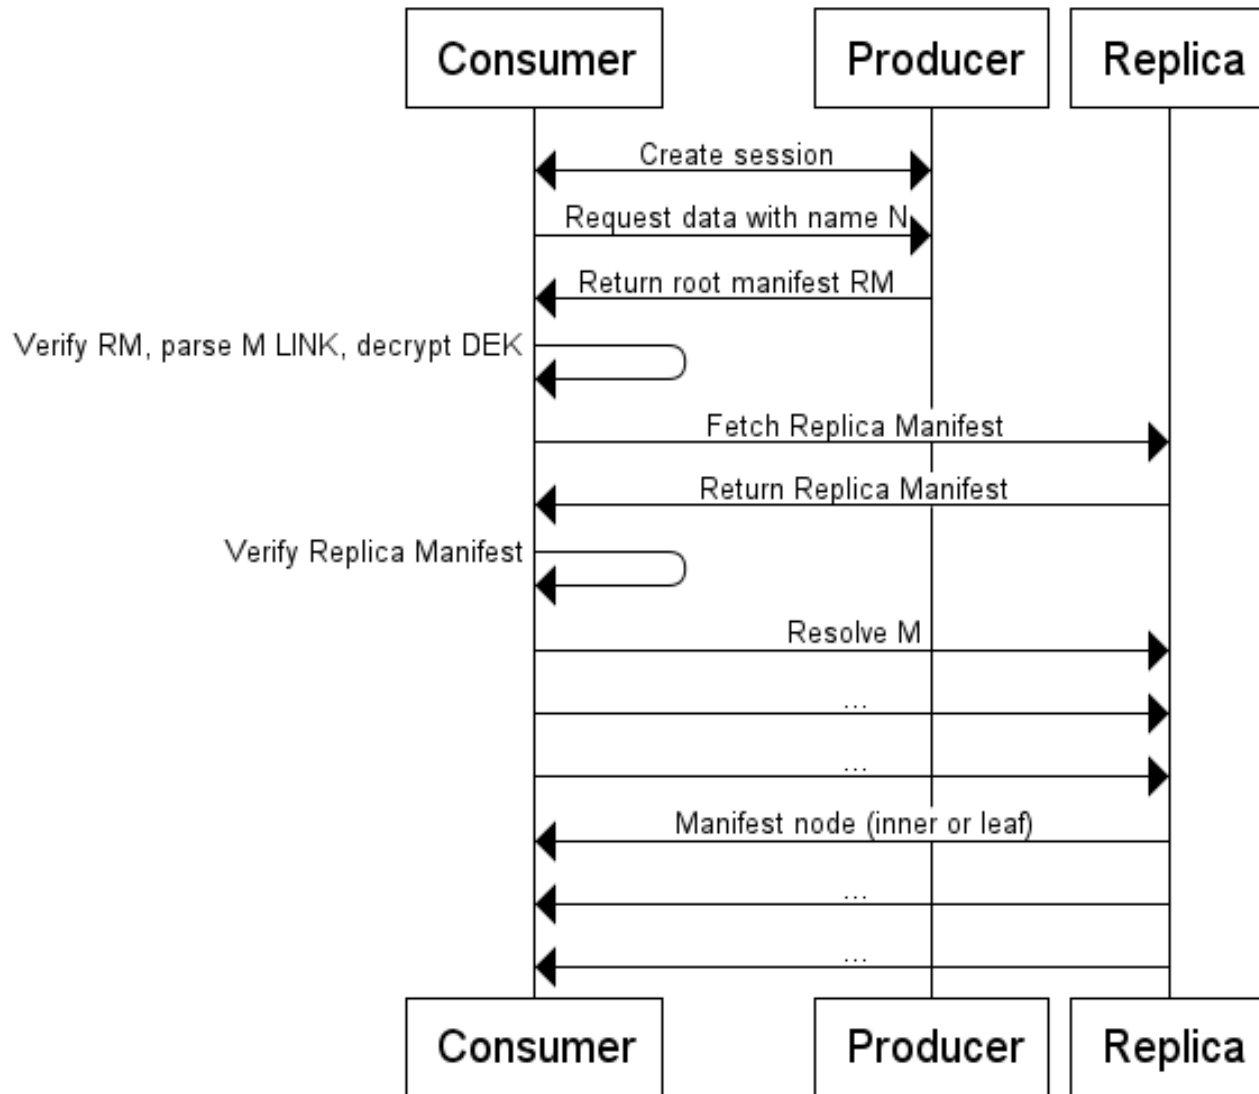 Consumer
Producer
Replica
Create session
Request data with name N
Return root manifest RM
Verify RM, parse M LINK, decrypt DEK
Fetch Replica Manifest
Return Replica Manifest
Verify Replica Manifest
Resolve M
...
...
Manifest node (inner or leaf)
...
...
Consumer
Producer
Replica